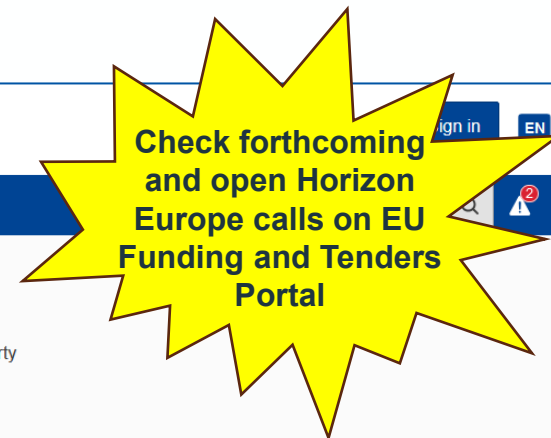 ign in
EN
Check forthcoming
and open Horizon
Europe calls on EU
Funding and Tenders
Portal
2
rty